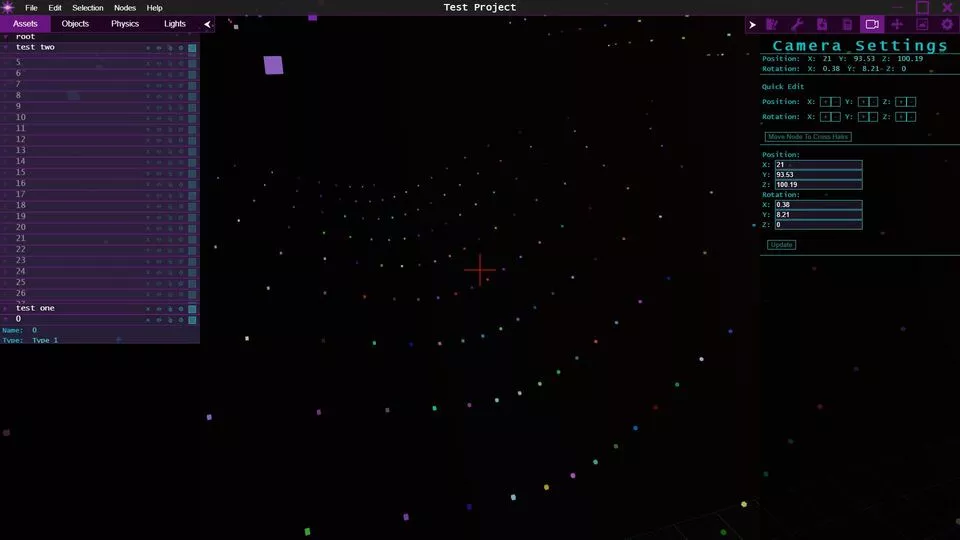 File Edit Selection Nodes Help
Test Project
Assets Objects Physics Lights
root
test two
5
6
7
8
9
10
11
12
13
14
15
16
17
18
19
20
21
22
23
24
25
26
27
test one
0
Name: 0
Type: Type 1
Camera Settings
Position: X: 21 Y: 93.53 Z: 100.19
Rotation: X: 0.38 Y: 8.21 Z: 0
Quick Edit
Position: X: + - Y: + - Z: + -
Rotation: X: + - Y: + - Z: + -
Move Node To Cross Hairs
Position:
X: 21
Y: 93.53
Z: 100.19
Rotation:
X: 0.38
Y: 8.21
Z: 0
Update